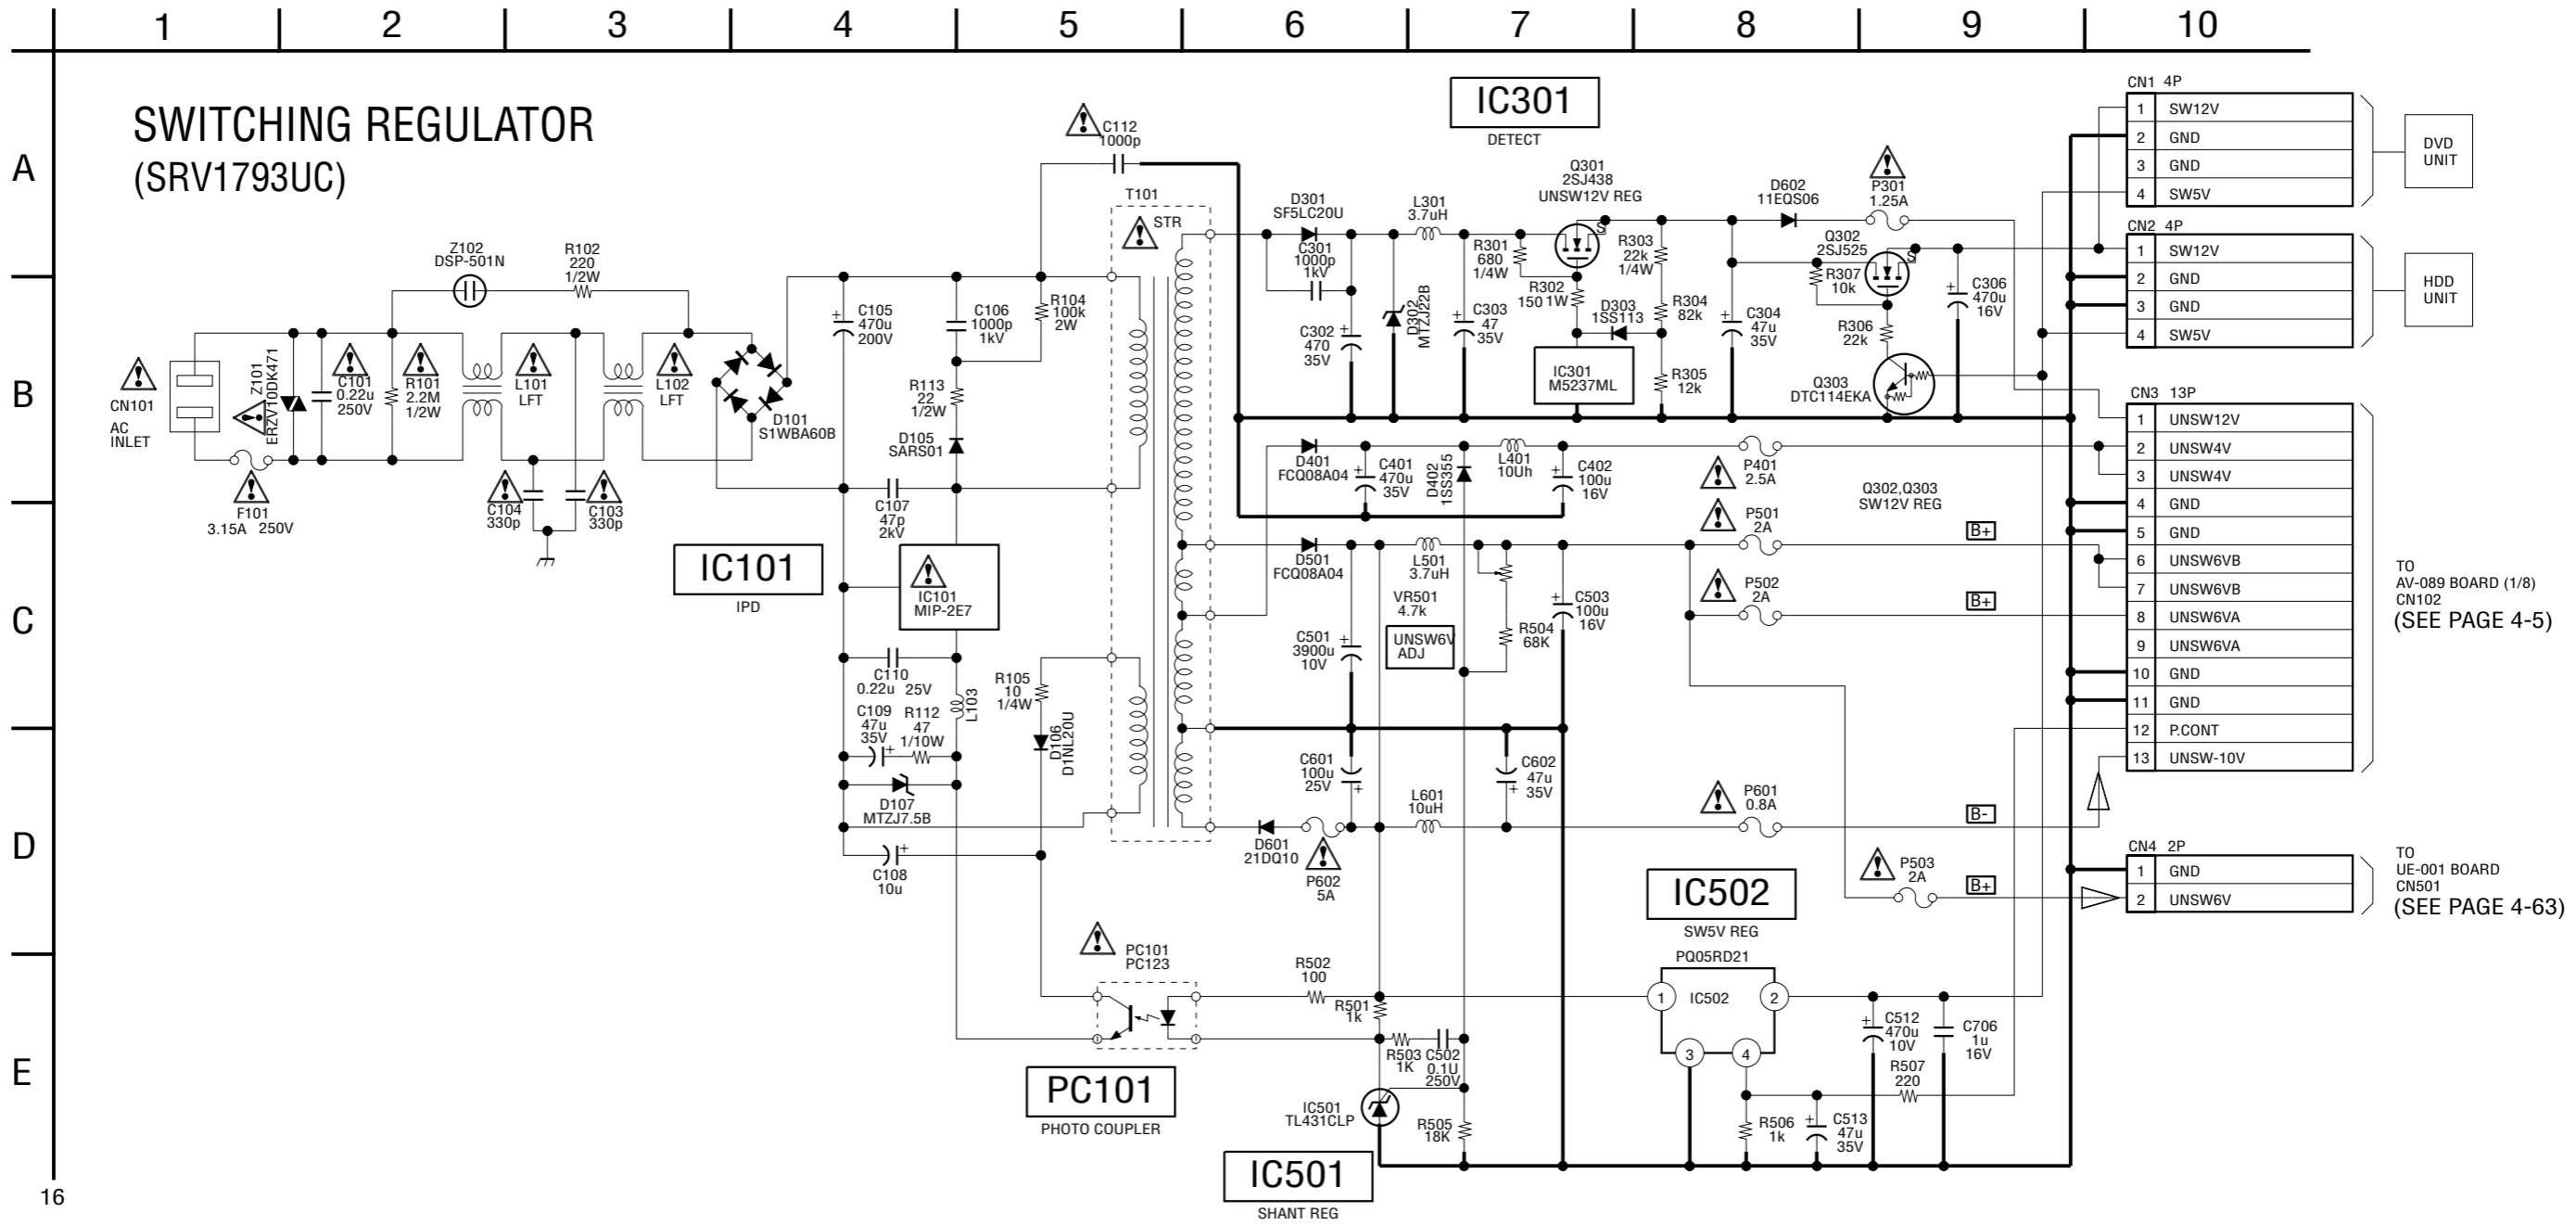 1 2 3 4 5 6 7 8 9 10
A
B
C
D
E
16
SWITCHING REGULATOR
(SRV1793UC)
CN101
AC
INLET
F101
3.15A 250V
Z101
ERZV10DK471
C101
0.22u
250V
R101
2.2M
1/2W
Z102
DSP-501N
R102
220
1/2W
L101
LFT
L102
LFT
C104
330p
C103
330p
D101
S1WBA60B
C105
470u
200V
C106
1000p
1kV
R104
100k
2W
R113
22
1/2W
D105
SARS01
C107
47p
2kV
IC101
IPD
IC101
MIP-2E7
C110
0.22u 25V
C109
47u
35V
R112
47
1/10W
L103
D107
MTZJ7.5B
C108
10u
R105
10
1/4W
D106
D1NL20U
C112
1000p
T101
STR
PC101
PC123
PC101
PHOTO COUPLER
IC301
DETECT
D301
SF5LC20U
C301
1000p
1kV
C302
470
35V
D302
MTZJ22B
L301
3.7uH
C303
47
35V
Q301
2SJ438
UNSW12V REG
S
R301
680
1/4W
R302
150 1W
R303
22k
1/4W
D303
1SS113
R304
82k
IC301
M5237ML
R305
12k
C304
47u
35V
D602
11EQS06
P301
1.25A
Q302
2SJ525
S
R307
10k
R306
22k
C306
470u
16V
Q303
DTC114EKA
D401
FCQ08A04
C401
470u
35V
D402
1SS355
L401
10Uh
C402
100u
16V
P401
2.5A
Q302,Q303
SW12V REG
P501
2A
B+
D501
FCQ08A04
L501
3.7uH
P502
2A
B+
VR501
4.7k
UNSW6V
ADJ
R504
68K
C503
100u
16V
C501
3900u
10V
C601
100u
25V
C602
47u
35V
L601
10uH
P601
0.8A
B-
D601
21DQ10
P602
5A
P503
2A
B+
IC502
SW5V REG
PQ05RD21
IC502
1
2
3
4
R502
100
R501
1k
R503
1K
C502
0.1U
250V
IC501
TL431CLP
R505
18K
IC501
SHANT REG
R506
1k
C513
47u
35V
C512
470u
10V
C706
1u
16V
R507
220
CN1 4P
1 SW12V
2 GND
3 GND
4 SW5V
DVD
UNIT
CN2 4P
1 SW12V
2 GND
3 GND
4 SW5V
HDD
UNIT
CN3 13P
1 UNSW12V
2 UNSW4V
3 UNSW4V
4 GND
5 GND
6 UNSW6VB
7 UNSW6VB
8 UNSW6VA
9 UNSW6VA
10 GND
11 GND
12 P.CONT
13 UNSW-10V
TO
AV-089 BOARD (1/8)
CN102
(SEE PAGE 4-5)
CN4 2P
1 GND
2 UNSW6V
TO
UE-001 BOARD
CN501
(SEE PAGE 4-63)